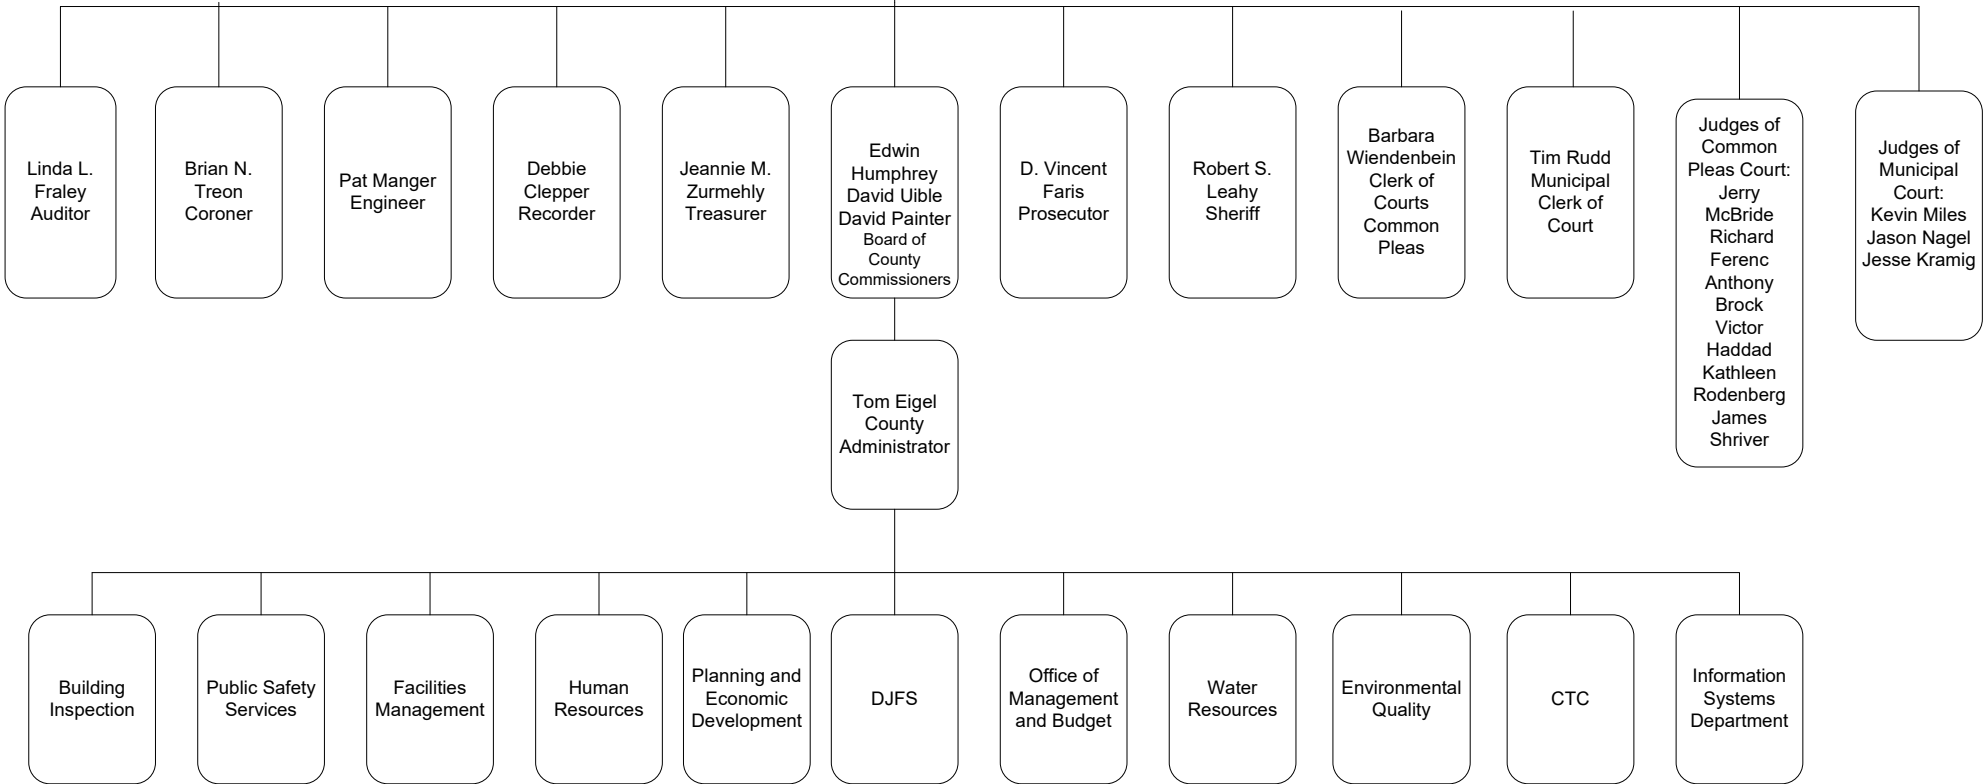 Linda L.
Fraley
Auditor
Brian N.
Treon
Coroner
Pat Manger
Engineer
Debbie
Clepper
Recorder
Jeannie M.
Zurmehly
Treasurer
Edwin
Humphrey
David Uible
David Painter
Board of
County
Commissioners
D. Vincent
Faris
Prosecutor
Robert S.
Leahy
Sheriff
Barbara
Wiendenbein
Clerk of
Courts
Common
Pleas
Tim Rudd
Municipal
Clerk of
Court
Judges of
Common
Pleas Court:
Jerry
McBride
Richard
Ferenc
Anthony
Brock
Victor
Haddad
Kathleen
Rodenberg
James
Shriver
Judges of
Municipal
Court:
Kevin Miles
Jason Nagel
Jesse Kramig
Tom Eigel
County
Administrator
Building
Inspection
Public Safety
Services
Facilities
Management
Human
Resources
Planning and
Economic
Development
DJFS
Office of
Management
and Budget
Water
Resources
Environmental
Quality
CTC
Information
Systems
Department